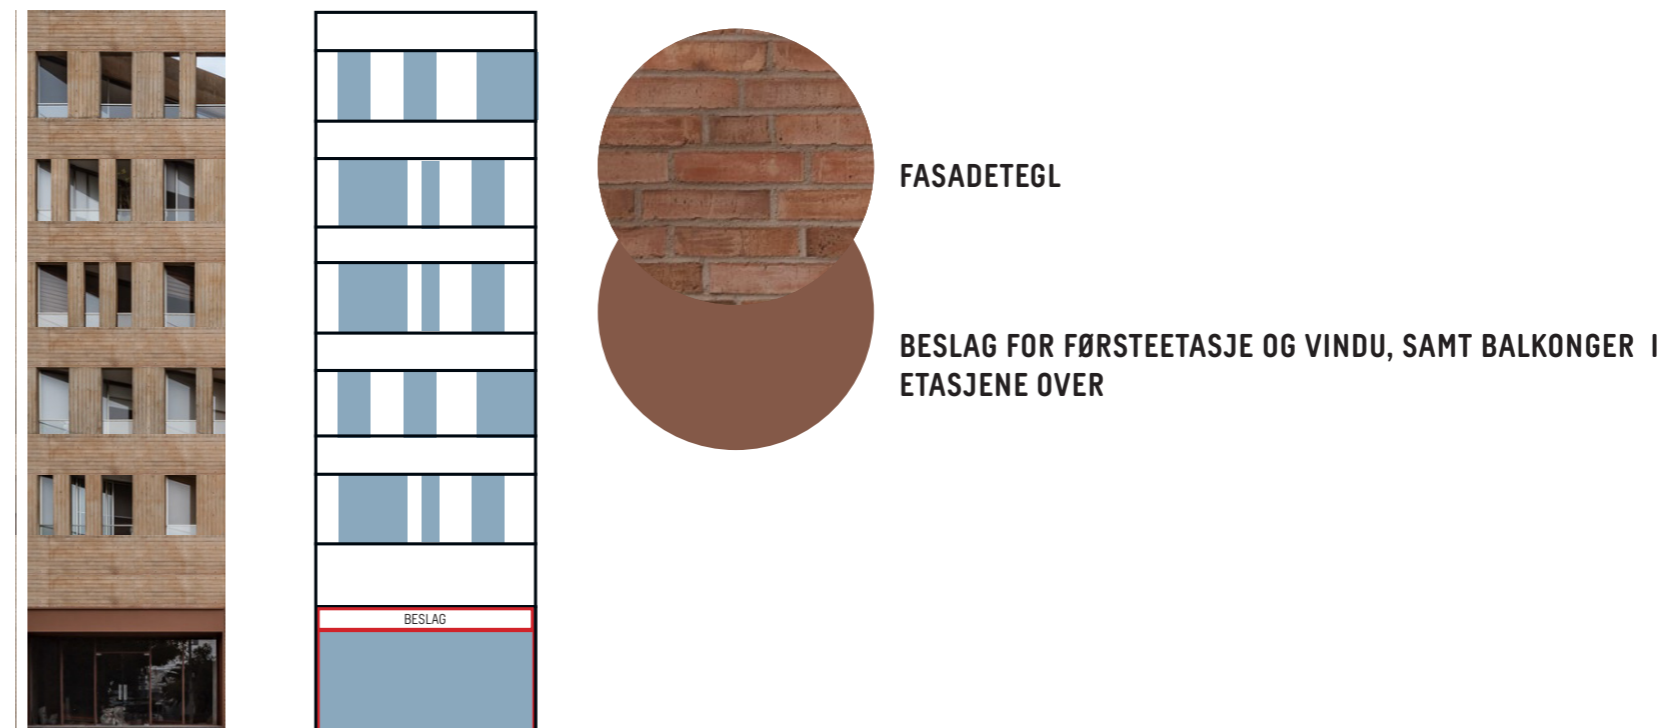 FASADETEGL
BESLAG FOR FØRSTEETASJE OG VINDU, SAMT BALKONGER I
ETASJENE OVER
BESLAG